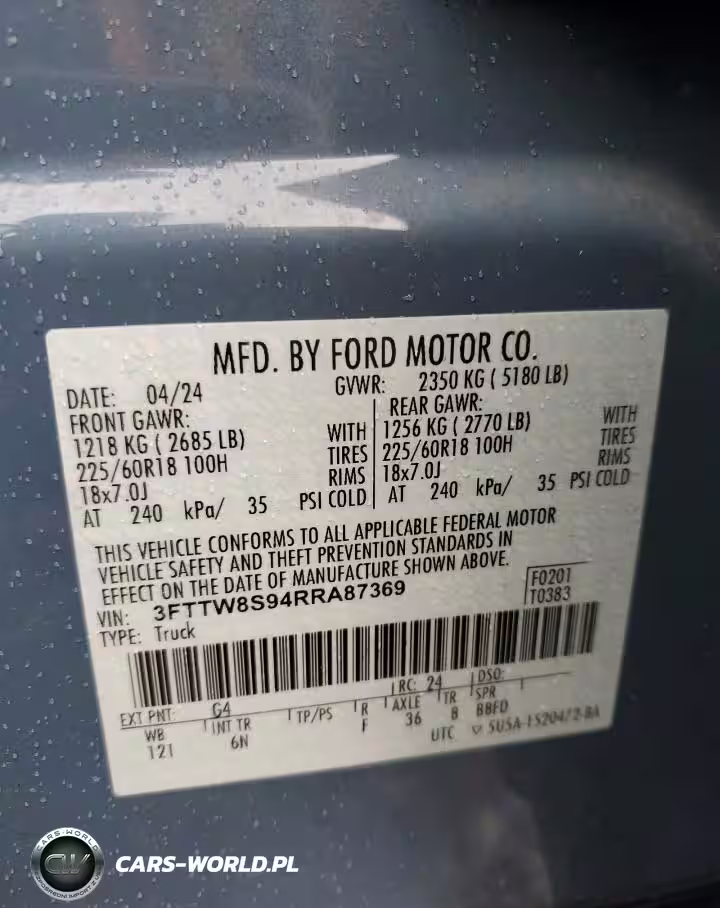 MFD. BY FORD MOTOR CO.
DATE: 04/24 GVWR: 2350 KG ( 5180 LB)
FRONT GAWR: REAR GAWR:
1218 KG ( 2685 LB) WITH 1256 KG ( 2770 LB) WITH
225/60R18 100H TIRES 225/60R18 100H TIRES
18x7.0J RIMS 18x7.0J RIMS
AT 240 kPa/ 35 PSI COLD AT 240 kPa/ 35 PSI COLD
THIS VEHICLE CONFORMS TO ALL APPLICABLE FEDERAL MOTOR
VEHICLE SAFETY AND THEFT PREVENTION STANDARDS IN
EFFECT ON THE DATE OF MANUFACTURE SHOWN ABOVE.
VIN: 3FTTW8S94RRA87369 F0201
TYPE: Truck T0383
EXT PNT: G4 RC: 24 DSO:
WB INT TR TP/PS R AXLE TR SPR
121 6N F 36 8 BBFD
UTC
CARS-WORLD
CW
CARS-WORLD.PL